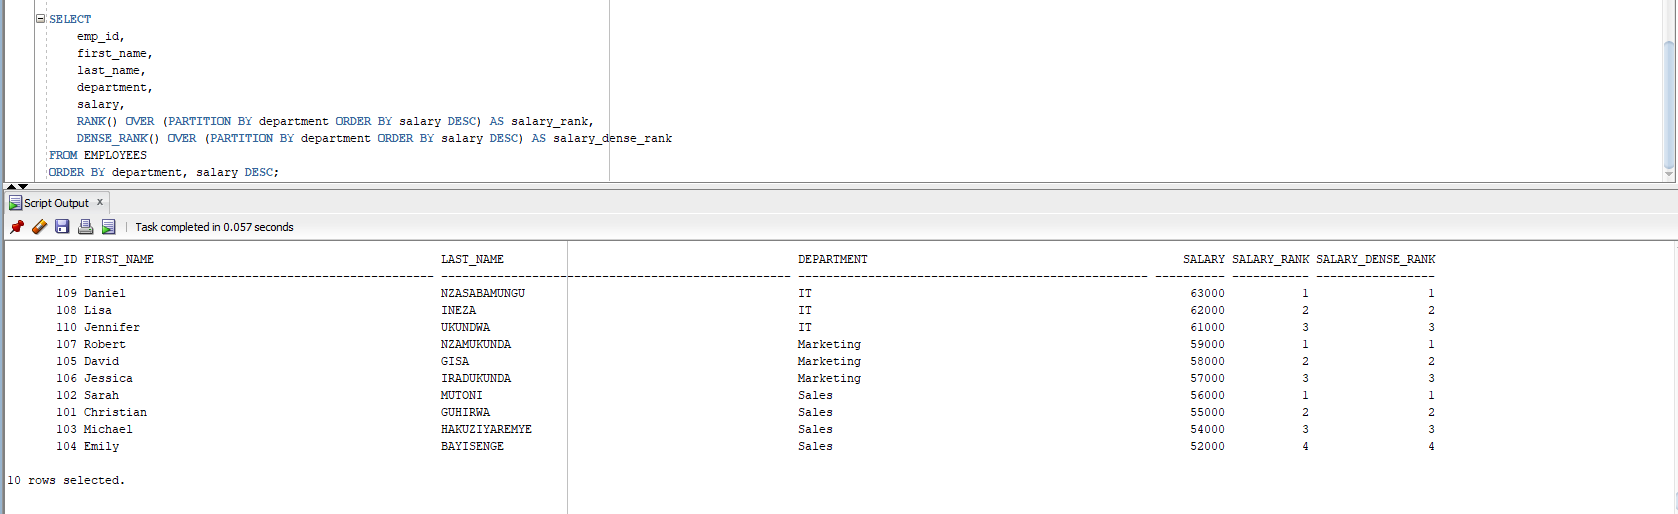 SELECT
emp_id,
first_name,
last_name,
department,
salary,
RANK() OVER (PARTITION BY department ORDER BY salary DESC) AS salary_rank,
DENSE_RANK() OVER (PARTITION BY department ORDER BY salary DESC) AS salary_dense_rank
FROM EMPLOYEES
ORDER BY department, salary DESC;
Script Output x
Task completed in 0.057 seconds
EMP_ID FIRST_NAME LAST_NAME DEPARTMENT SALARY SALARY_RANK SALARY_DENSE_RANK
109 Daniel NZASABAMUNGU IT 63000 1 1
108 Lisa INEZA IT 62000 2 2
110 Jennifer UKUNDWA IT 61000 3 3
107 Robert NZAMUKUNDA Marketing 59000 1 1
105 David GISA Marketing 58000 2 2
106 Jessica IRADUKUNDA Marketing 57000 3 3
102 Sarah MUTONI Sales 56000 1 1
101 Christian GUHIRWA Sales 55000 2 2
103 Michael HAKUZIYAREMYE Sales 54000 3 3
104 Emily BAYISENGE Sales 52000 4 4
10 rows selected.